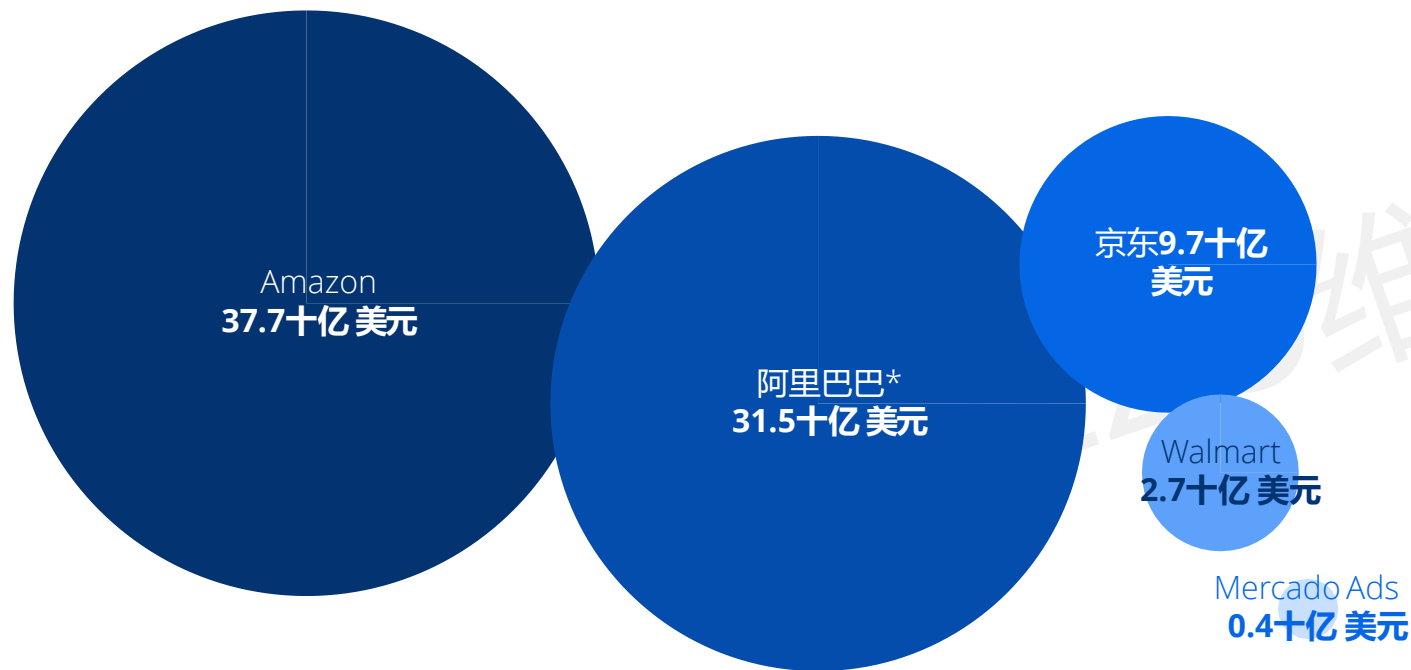 Amazon
37.7十亿 美元
阿里巴巴*
31.5十亿 美元
京东9.7十亿
美元
Walmart
2.7十亿 美元
Mercado Ads
0.4十亿 美元
维